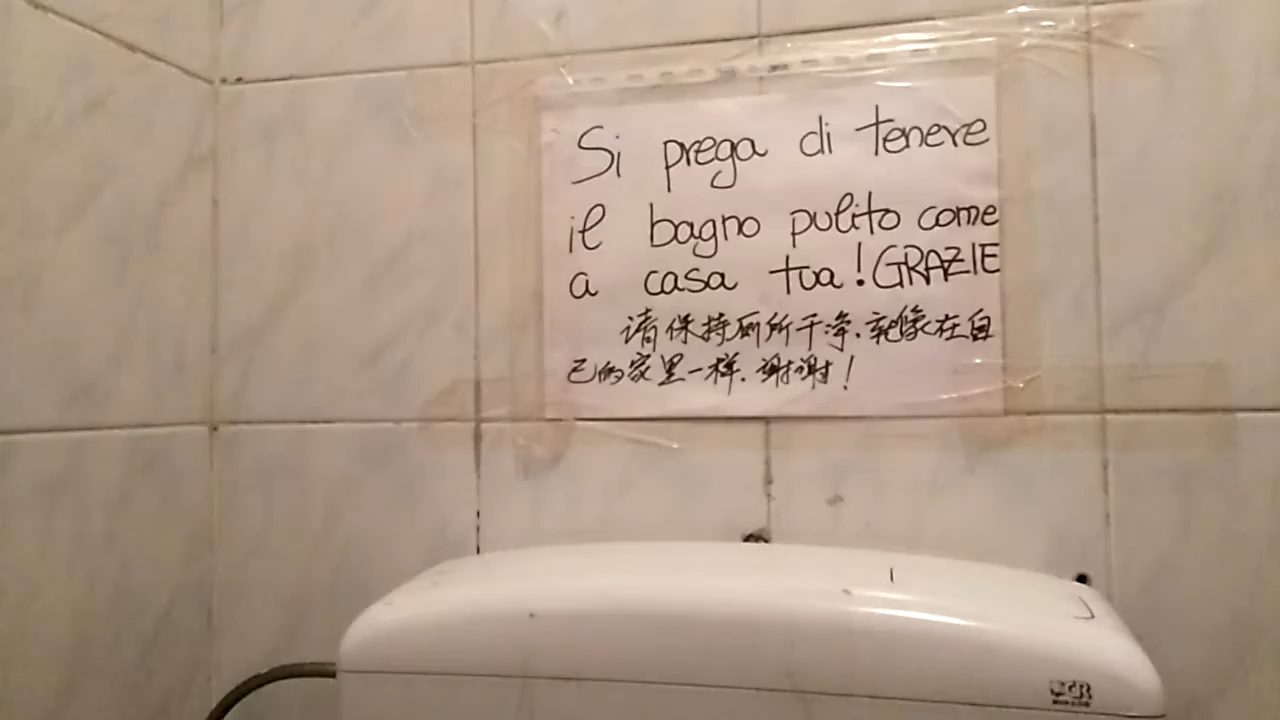 Si prega di tenere
il bagno pulito come
a casa tua! GRAZIE
请保持厕所干净.就像在自
己的家里一样.谢谢!